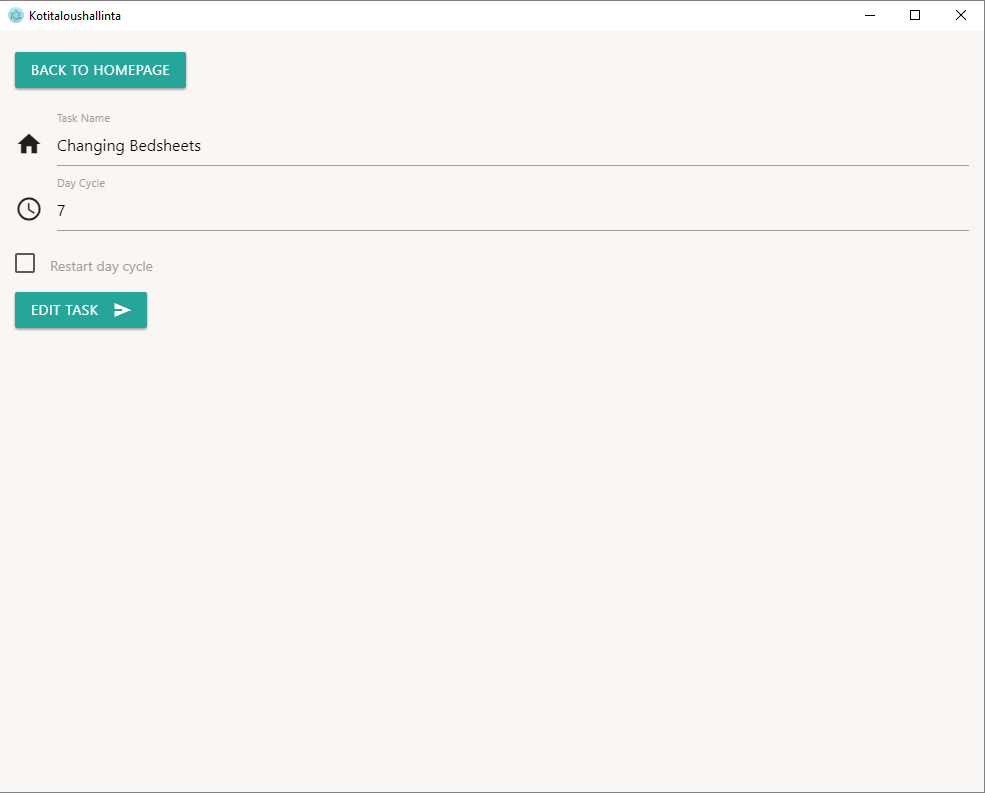 Kotitaloushallinta
BACK TO HOMEPAGE
Task Name
Changing Bedsheets
Day Cycle
7
Restart day cycle
EDIT TASK